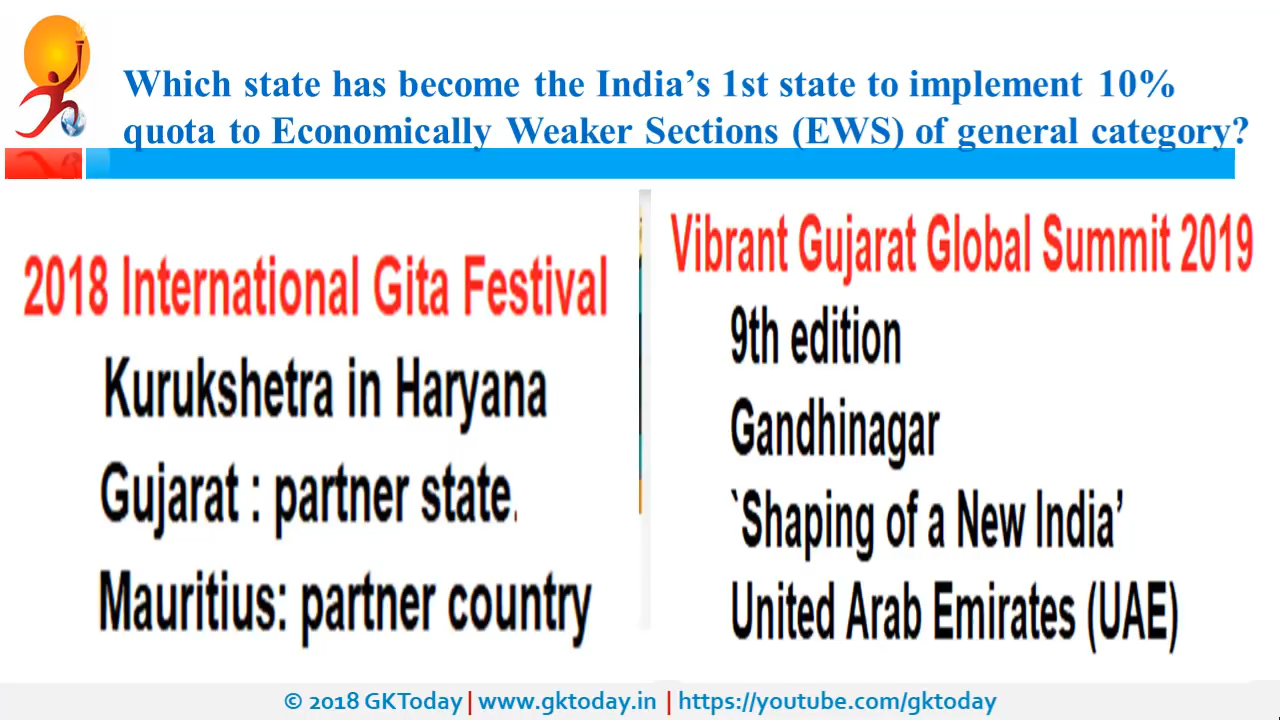 Which state has become the India’s 1st state to implement 10%
quota to Economically Weaker Sections (EWS) of general category?
2018 International Gita Festival
Kurukshetra in Haryana
Gujarat : partner state.
Mauritius: partner country
Vibrant Gujarat Global Summit 2019
9th edition
Gandhinagar
`Shaping of a New India’
United Arab Emirates (UAE)
© 2018 GKToday | www.gktoday.in | https://youtube.com/gktoday